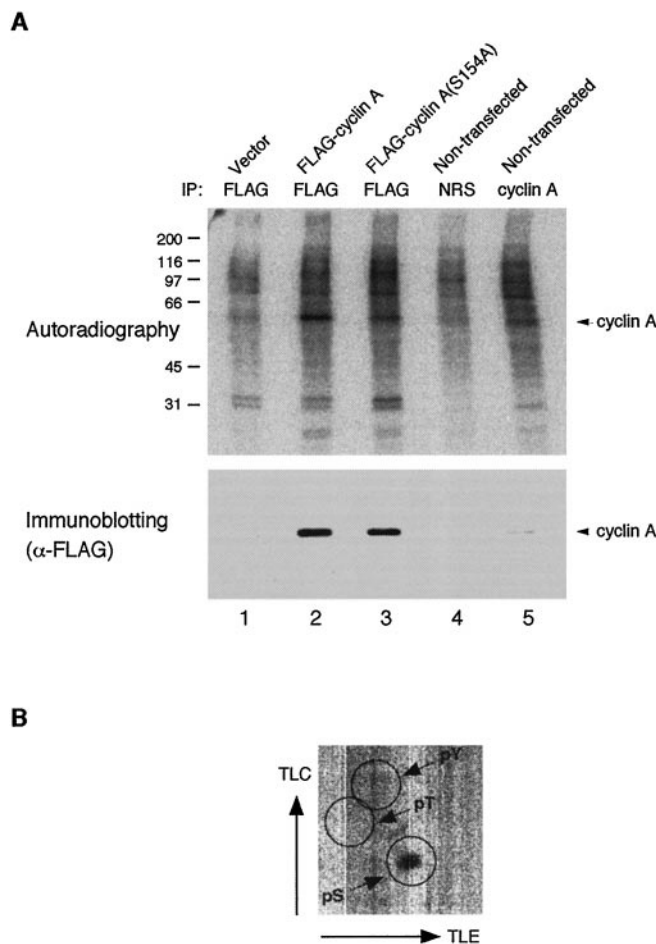 A
Vector
FLAG-cyclin A
FLAG-cyclin A(S154A)
Non-transfected
Non-transfected
IP: FLAG FLAG FLAG NRS cyclin A
200
116
97
66
Autoradiography
cyclin A
45
31
Immunoblotting
(α-FLAG)
cyclin A
1 2 3 4 5
B
TLC
pY
pT
pS
TLE